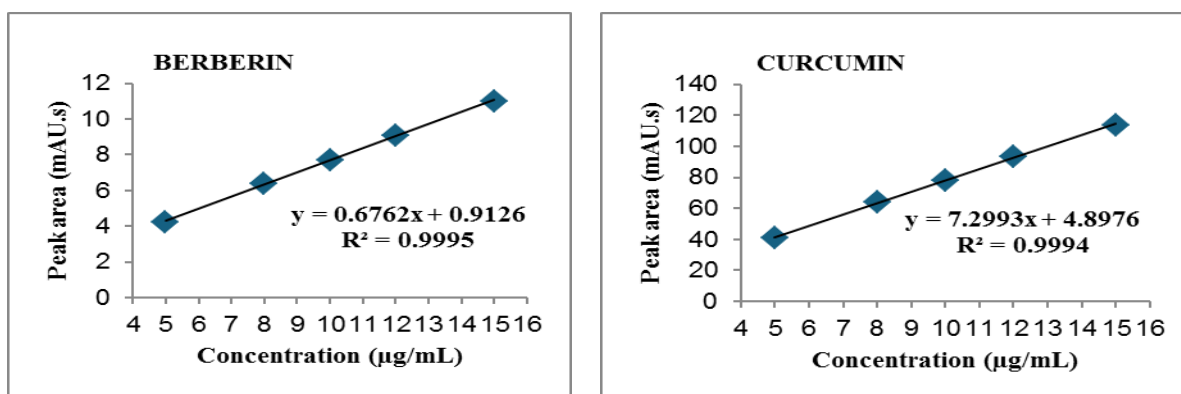 BERBERIN
Peak area (mAU.s)
12
10
8
6
4
2
0
y = 0.6762x + 0.9126
R² = 0.9995
4 5 6 7 8 9 10 11 12 13 14 15 16
Concentration (µg/mL)
CURCUMIN
Peak area (mAU.s)
140
120
100
80
60
40
20
0
y = 7.2993x + 4.8976
R² = 0.9994
4 5 6 7 8 9 10 11 12 13 14 15 16
Concentration (µg/mL)